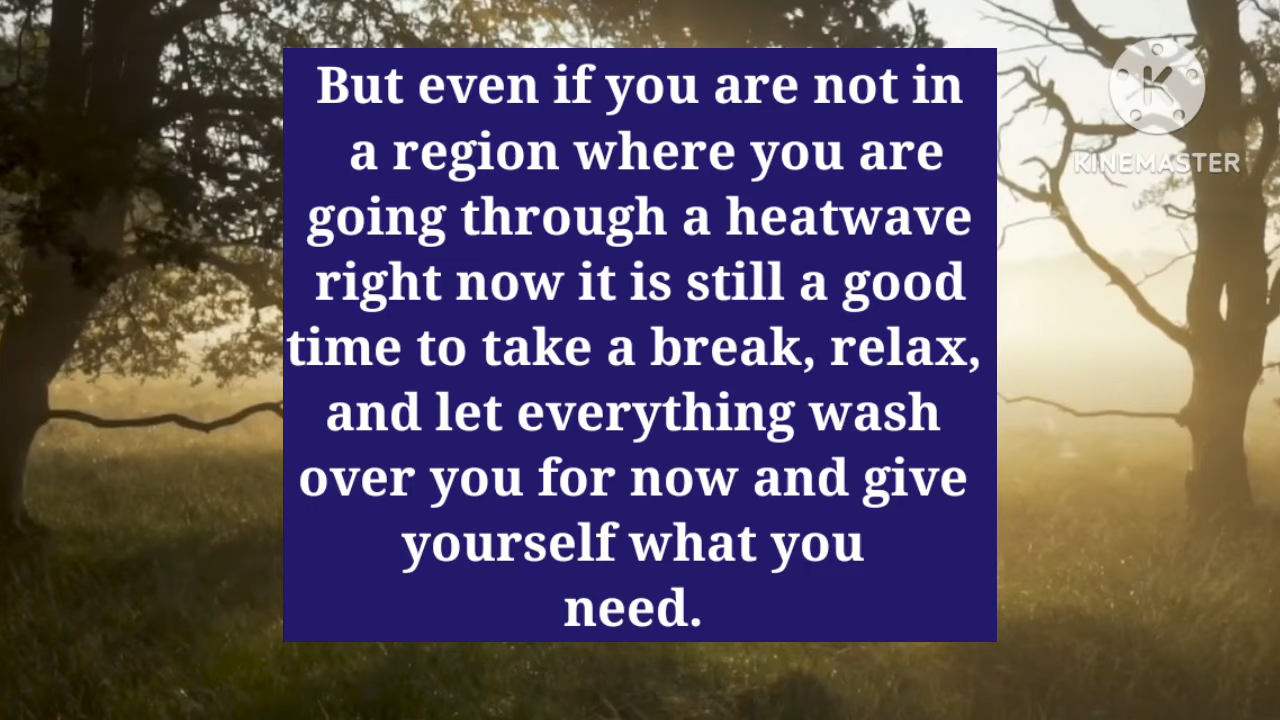 But even if you are not in
a region where you are
going through a heatwave
right now it is still a good
time to take a break, relax,
and let everything wash
over you for now and give
yourself what you
need.
K
KINEMASTER